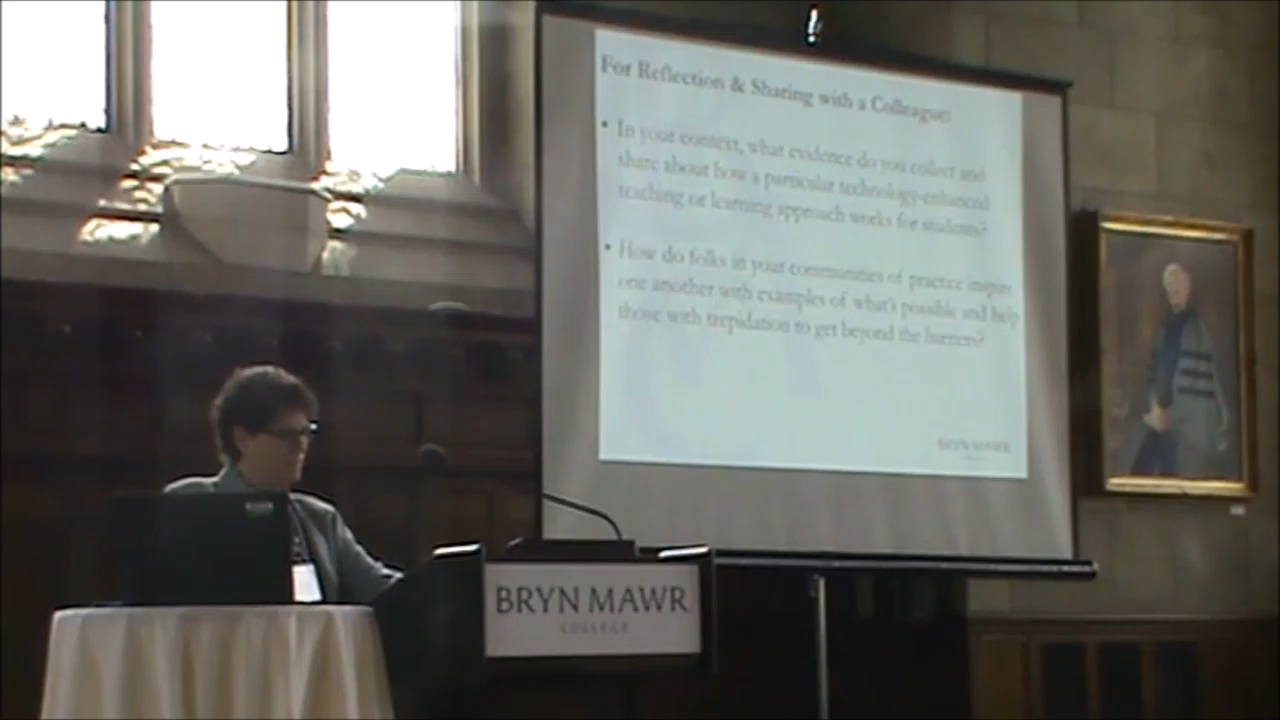 For Reflection & Sharing with a Colleague:
• In your context, what evidence do you collect and
share about how a particular technology-enhanced
teaching or learning approach works for students?
• How do folks in your communities of practice inspire
one another with examples of what's possible and help
those with trepidation to get beyond the barriers?
BRYN MAWR
BRYN MAWR
COLLEGE